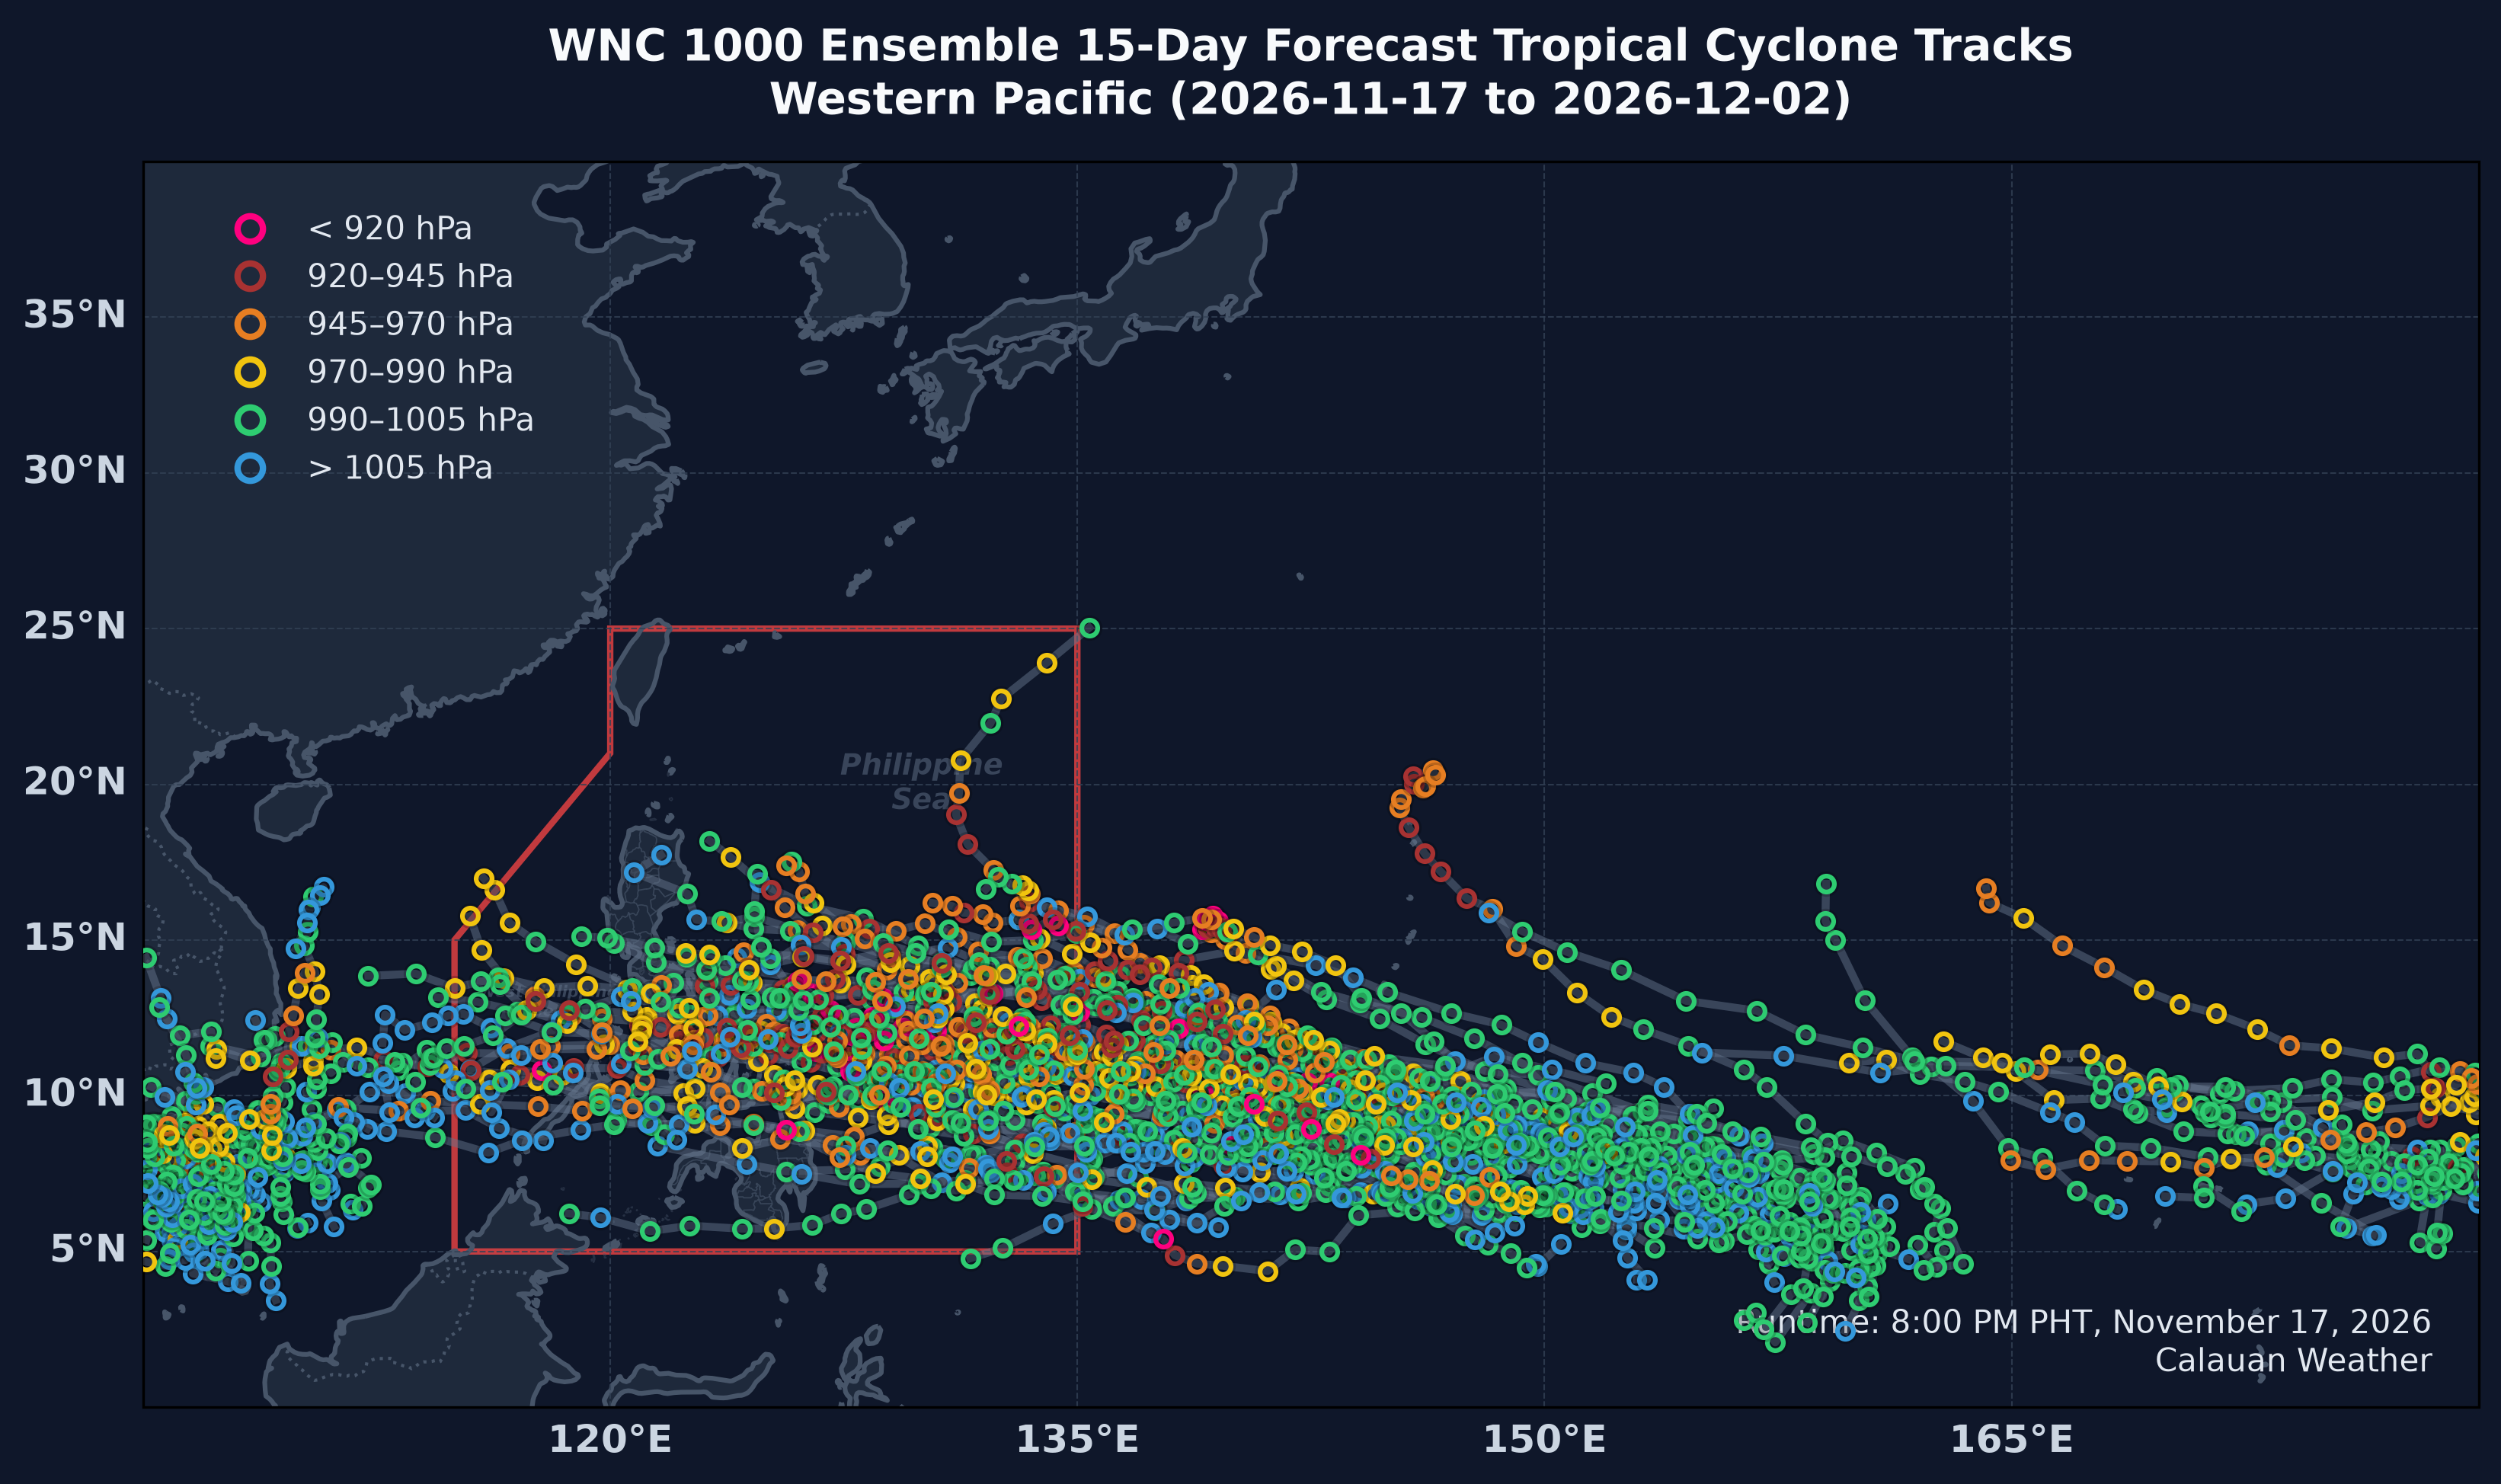 WNC 1000 Ensemble 15-Day Forecast Tropical Cyclone Tracks
Western Pacific (2026-11-17 to 2026-12-02)
< 920 hPa
920–945 hPa
945–970 hPa
970–990 hPa
990–1005 hPa
> 1005 hPa
35°N
30°N
25°N
20°N
15°N
10°N
5°N
Philippine
Sea
Runtime: 8:00 PM PHT, November 17, 2026
Calauan Weather
120°E
135°E
150°E
165°E